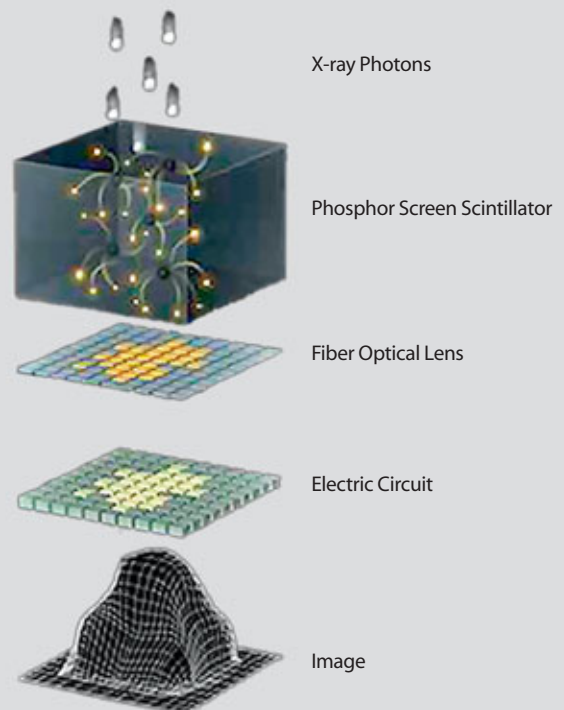 X-ray Photons
Phosphor Screen Scintillator
Fiber Optical Lens
Electric Circuit
Image